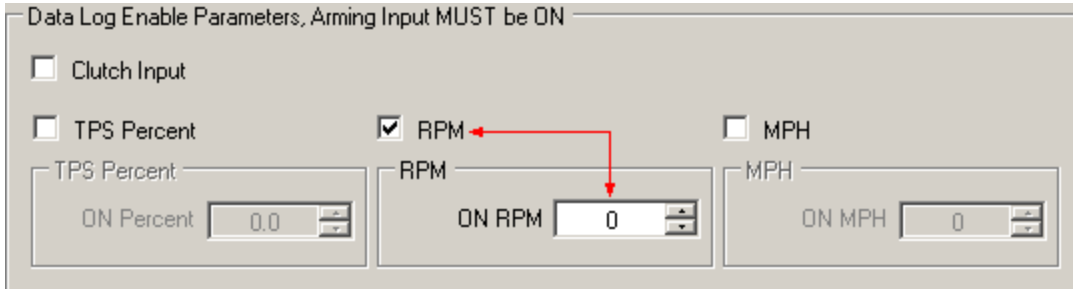 Data Log Enable Parameters, Arming Input MUST be ON
Clutch Input
TPS Percent RPM MPH
TPS Percent RPM MPH
ON Percent 0.0 ON RPM 0 ON MPH 0